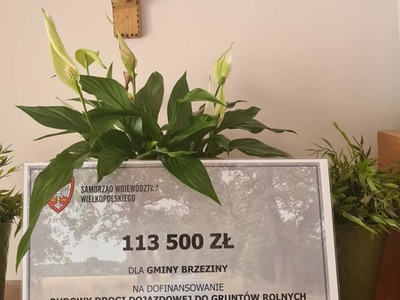 SAMORZĄD WOJEWÓDZTWA
WIELKOPOLSKIEGO
113 500 ZŁ
DLA GMINY BRZEZINY
NA DOFINANSOWANIE
BUDOWY DROGI DOJAZDOWEJ DO GRUNTÓW ROLNYCH